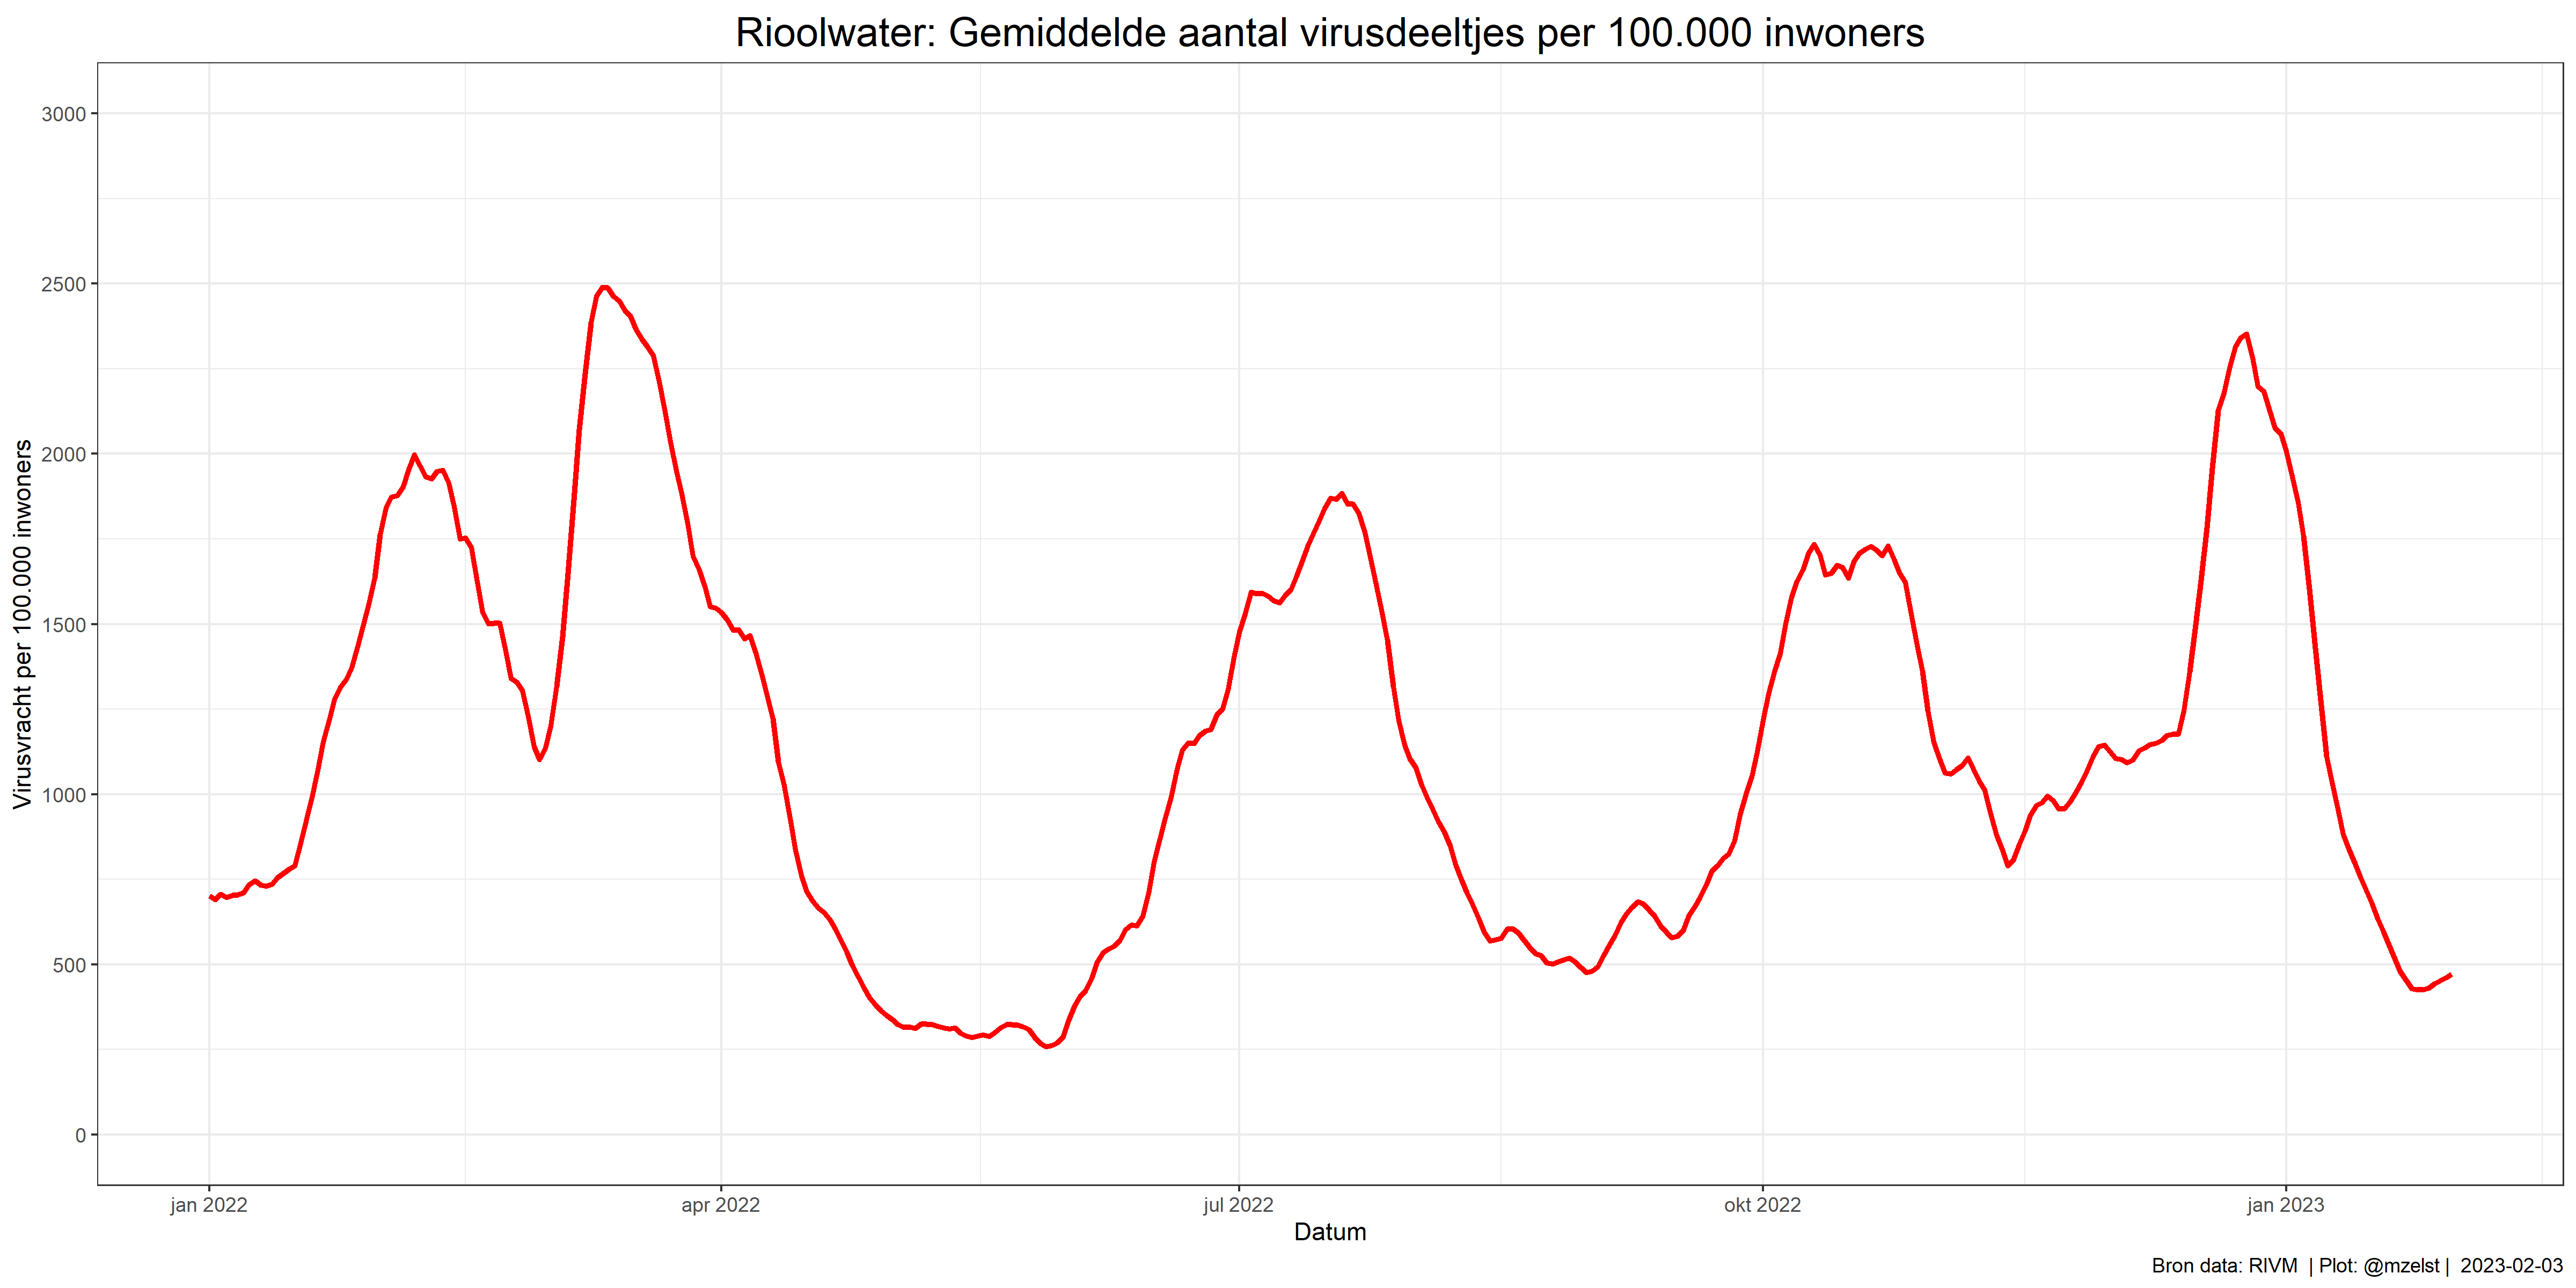 Rioolwater: Gemiddelde aantal virusdeeltjes per 100.000 inwoners
Virusvracht per 100.000 inwoners
3000
2500
2000
1500
1000
500
0
jan 2022
apr 2022
jul 2022
okt 2022
jan 2023
Datum
Bron data: RIVM | Plot: @mzelst | 2023-02-03